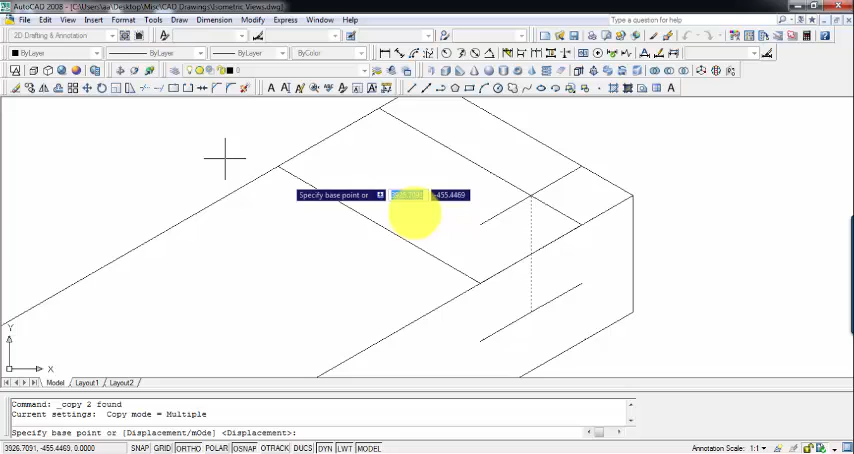 AutoCAD 2008 - [C:\Users\aa\Desktop\Misc\CAD Drawings\Isometric Views.dwg]
File Edit View Insert Format Tools Draw Dimension Modify Express Window Help
Type a question for help
2D Drafting & Annotation
ByLayer ByLayer ByColor
0
Specify base point or -455.4469
Y
X
Model Layout1 Layout2
Command: _copy 2 found
Current settings: Copy mode = Multiple
Specify base point or [Displacement/mOde] <Displacement>:
3926.7091, -455.4469, 0.0000 SNAP GRID ORTHO POLAR OSNAP OTRACK DUCS DYN LWT MODEL Annotation Scale: 1:1